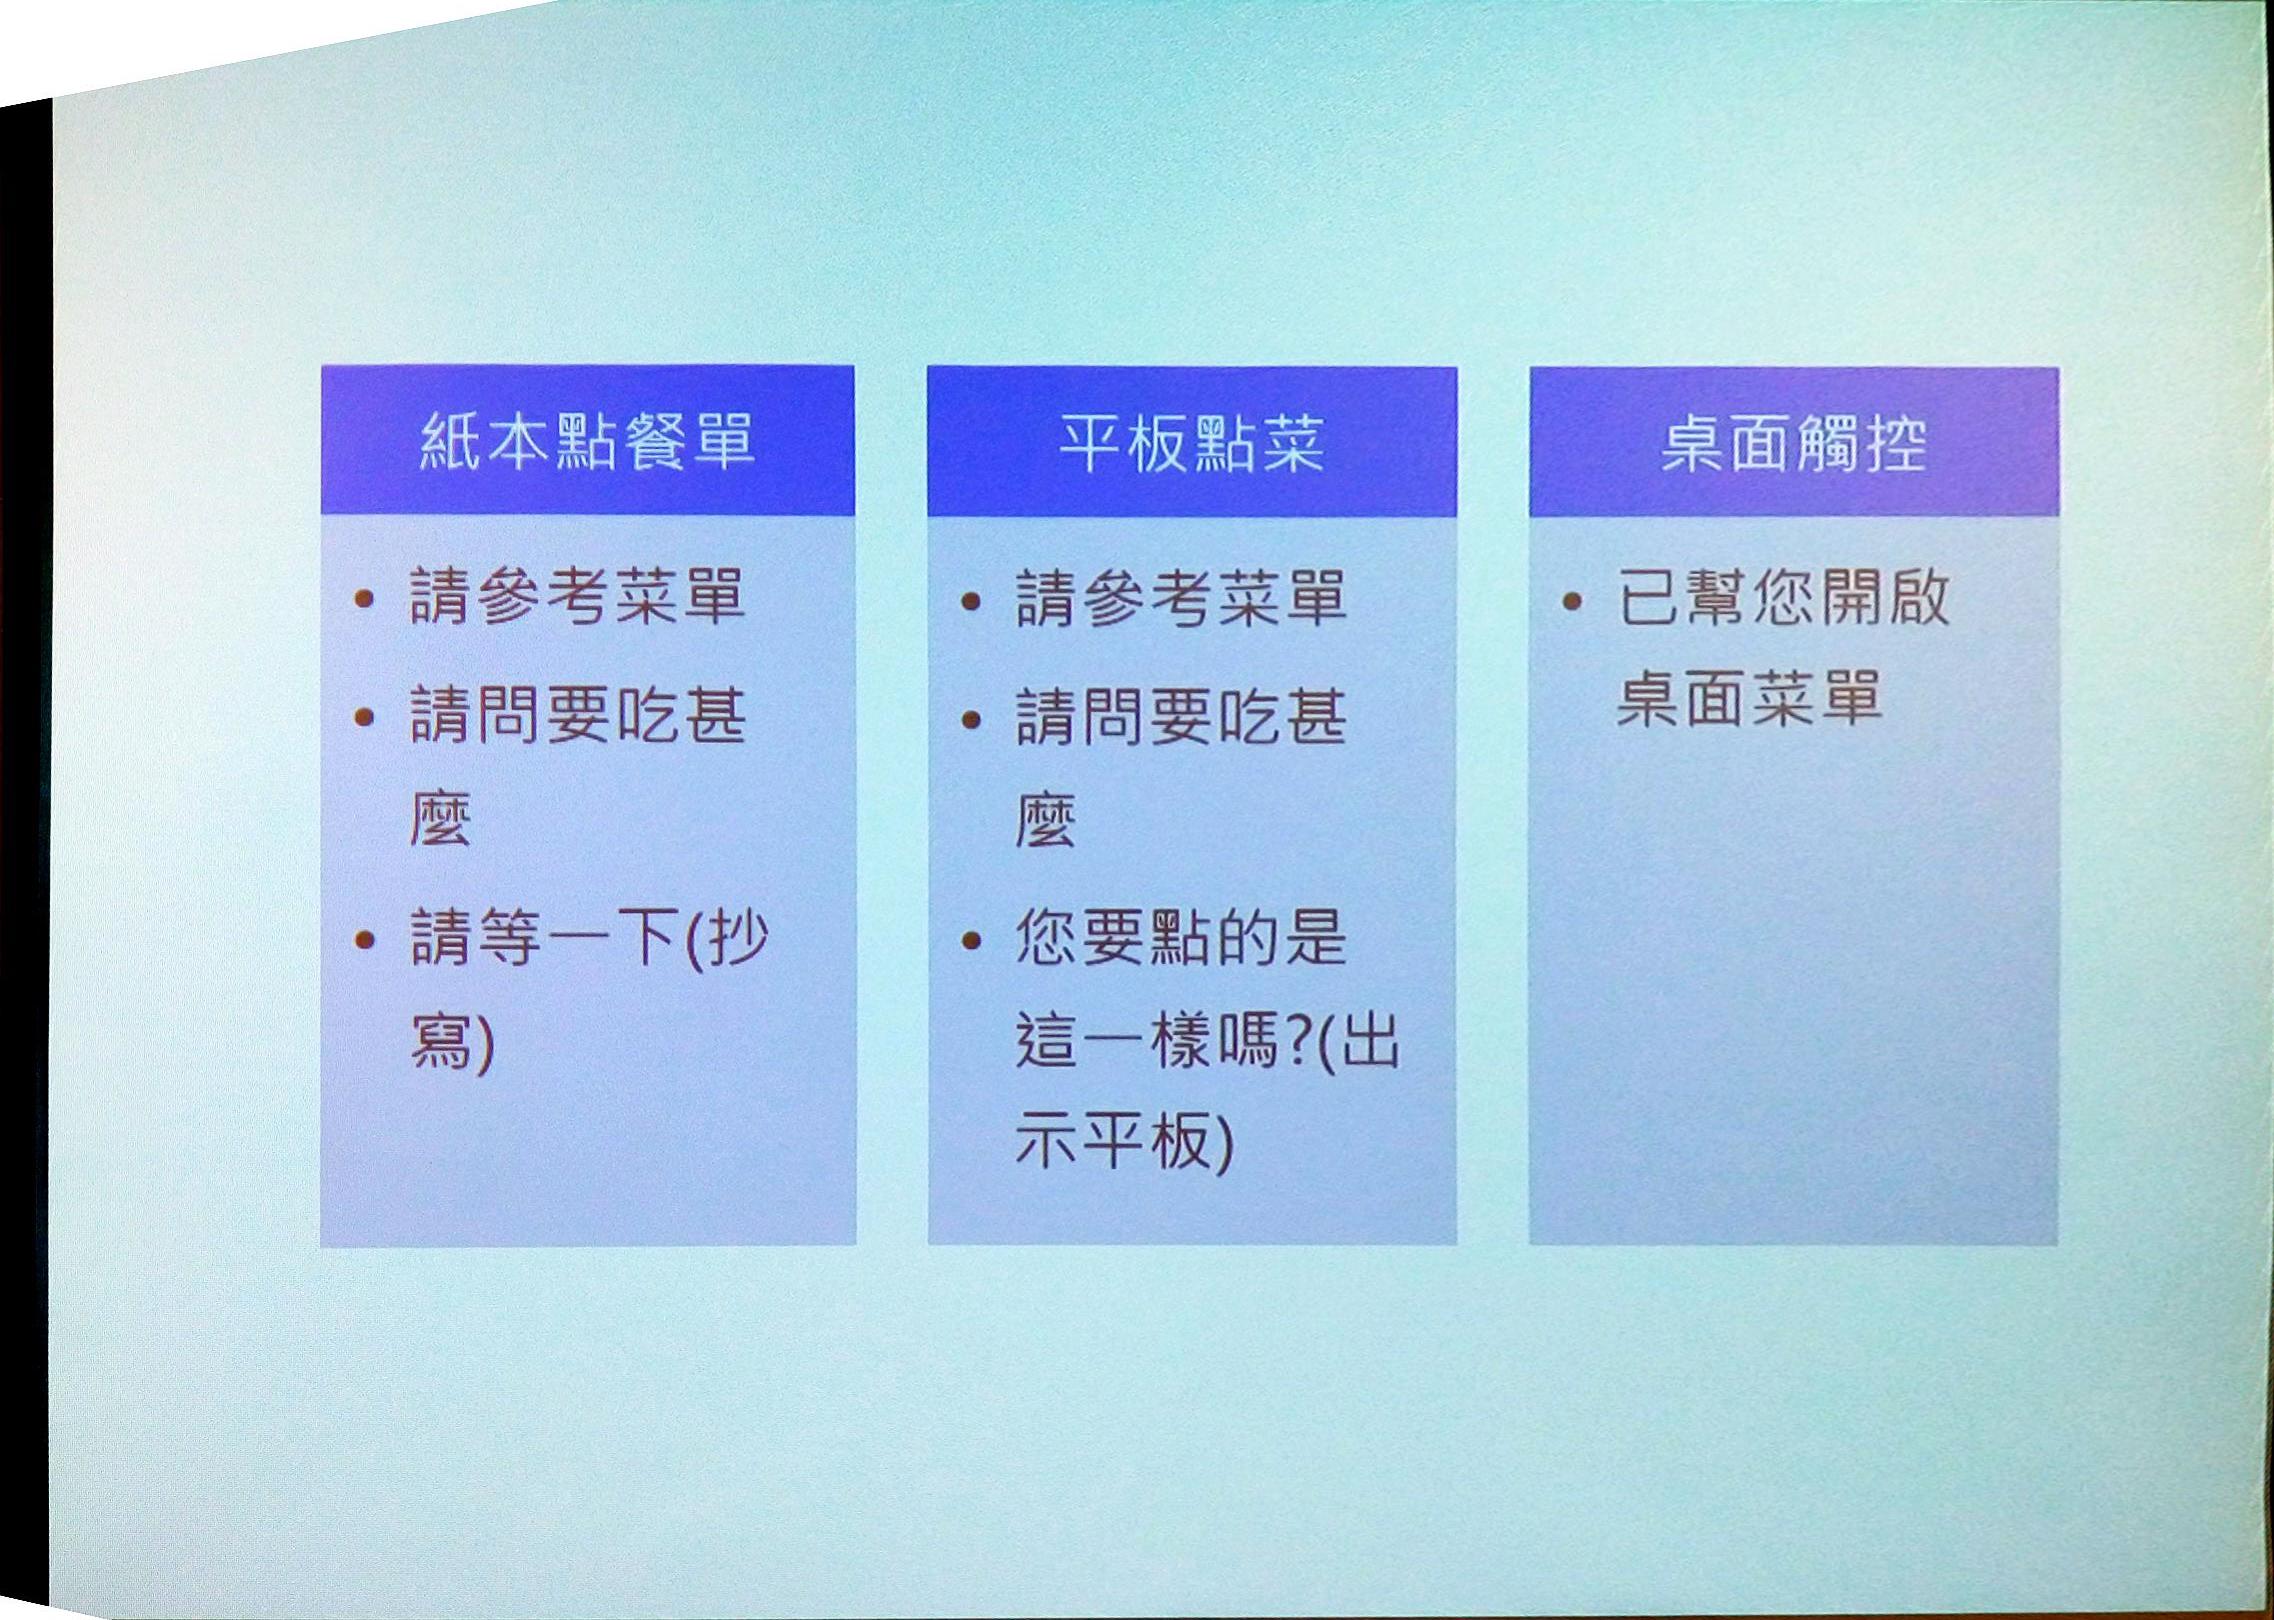 紙本點餐單
• 請參考菜單
• 請問要吃甚
麼
• 請等一下(抄
寫)
平板點菜
• 請參考菜單
• 請問要吃甚
麼
• 您要點的是
這一樣嗎?(出
示平板)
桌面觸控
• 已幫您開啟
桌面菜單